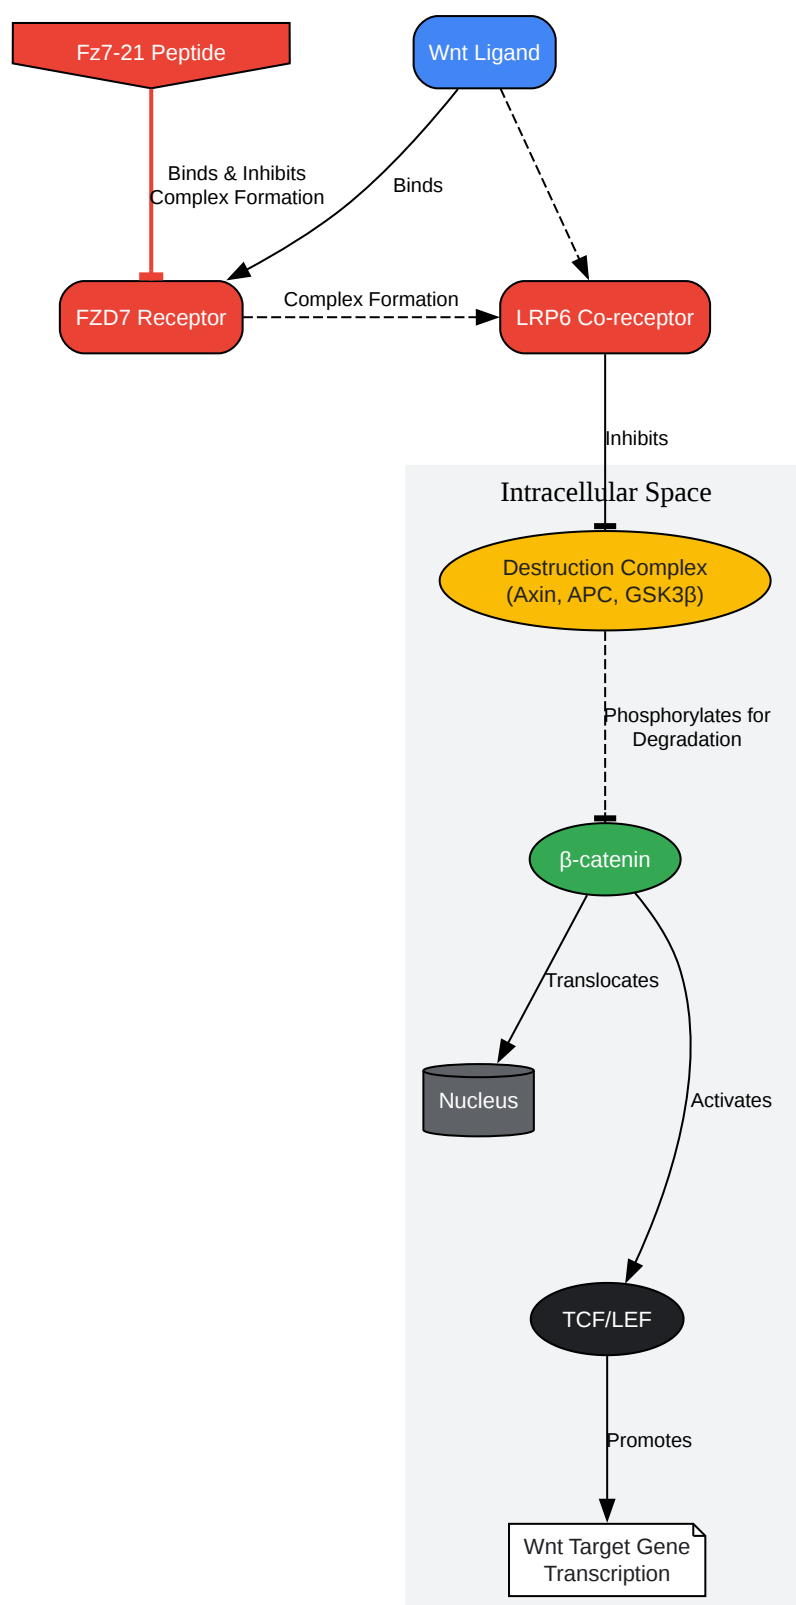 Fz7-21 Peptide
Wnt Ligand
Binds & Inhibits
Complex Formation
Binds
FZD7 Receptor
Complex Formation
LRP6 Co-receptor
Inhibits
Intracellular Space
Destruction Complex
(Axin, APC, GSK3β)
Phosphorylates for
Degradation
β-catenin
Translocates
Nucleus
Activates
TCF/LEF
Promotes
Wnt Target Gene
Transcription